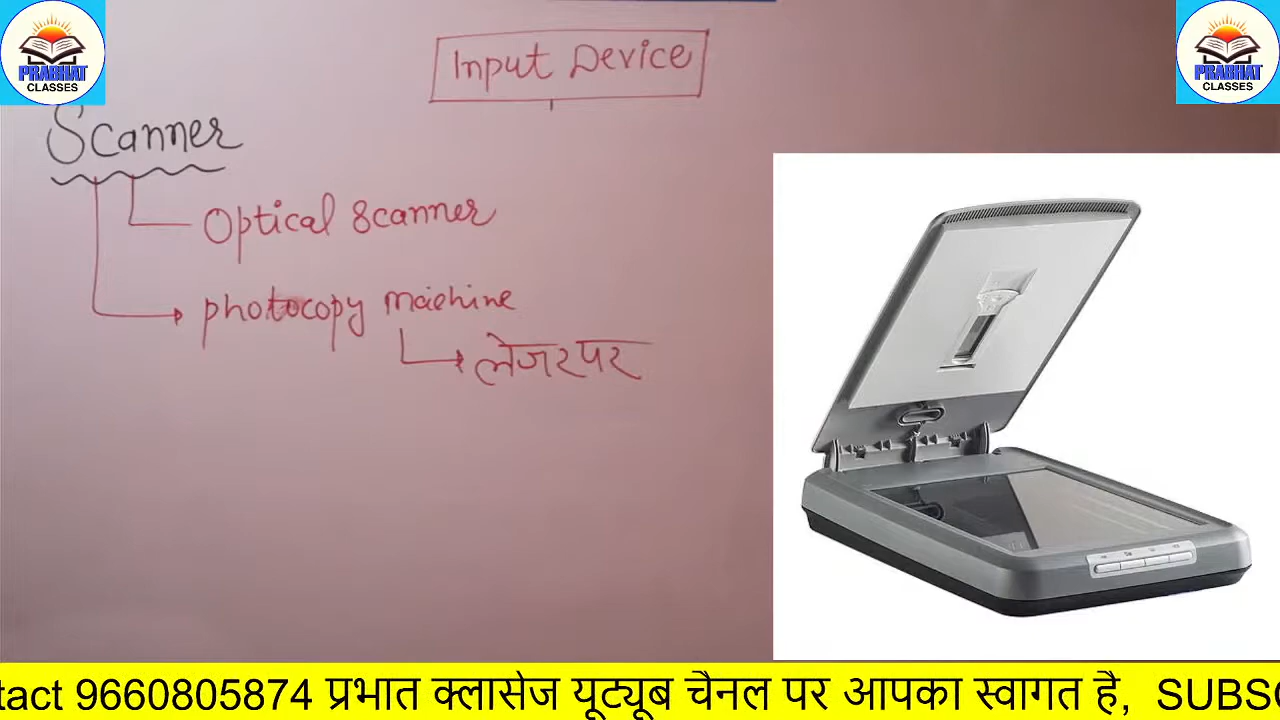 PRABHAT
CLASSES
Input Device
PRABHAT
CLASSES
Scanner
Optical Scanner
photocopy machine
लेजरपर
tact 9660805874 प्रभात क्लासेज यूट्यूब चैनल पर आपका स्वागत है, SUBSC